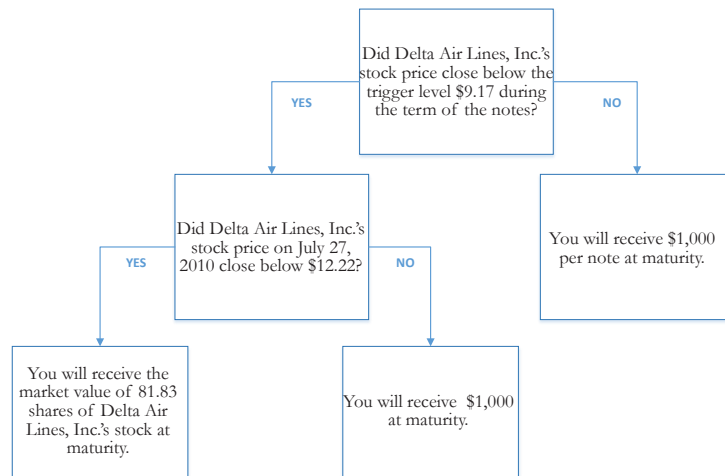 Did Delta Air Lines, Inc.'s
stock price close below the
trigger level $9.17 during
the term of the notes?
YES
NO
Did Delta Air Lines, Inc.'s
stock price on July 27,
2010 close below $12.22?
You will receive $1,000
per note at maturity.
YES
NO
You will receive the
market value of 81.83
shares of Delta Air
Lines, Inc.'s stock at
maturity.
You will receive $1,000
at maturity.